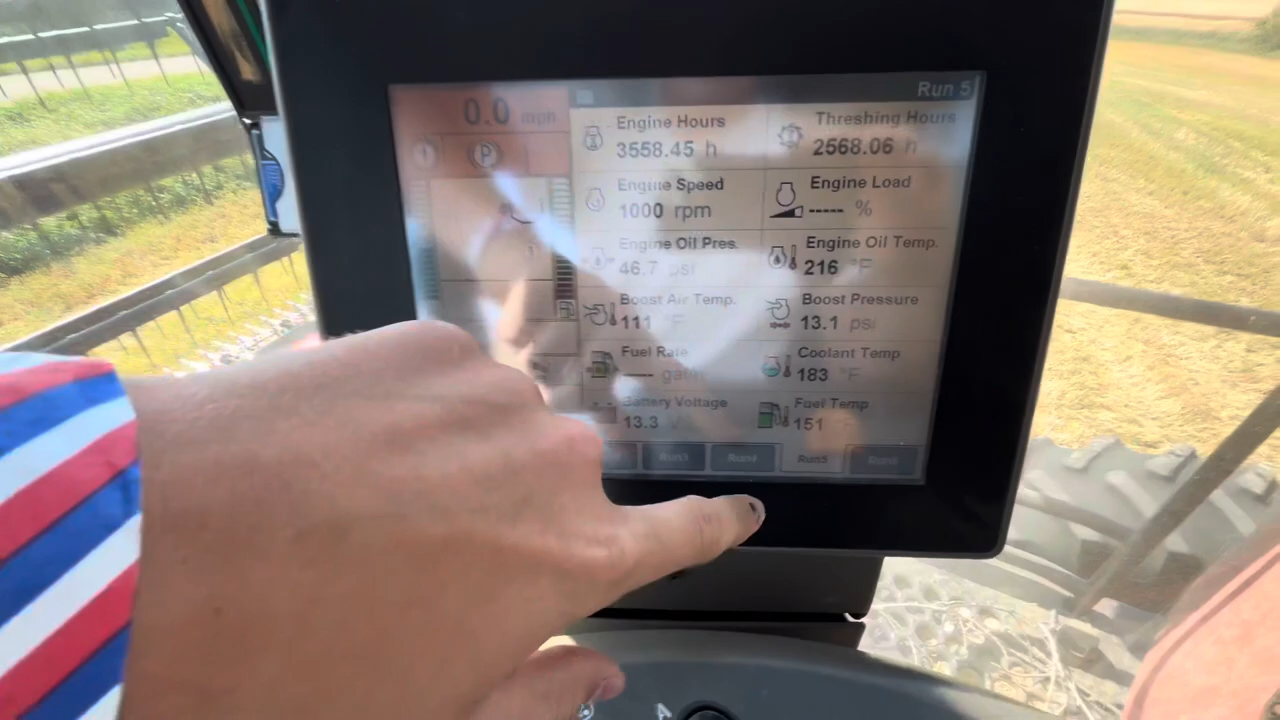 Run 5
0.0 mph
P
Engine Hours
3558.45 h
Threshing Hours
2568.06 h
Engine Speed
1000 rpm
Engine Load
----- %
Engine Oil Pres.
46.7 psi
Engine Oil Temp.
216 °F
Boost Air Temp.
111 °F
Boost Pressure
13.1 psi
Fuel Rate
----- gal/h
Coolant Temp
183 °F
Battery Voltage
13.3 V
Fuel Temp
151
Run3
Run4
Run5
Run6